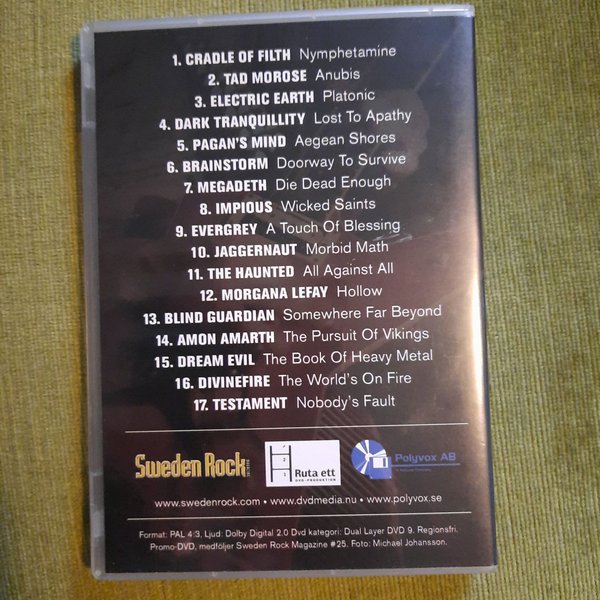 1. CRADLE OF FILTH Nymphetamine
2. TAD MOROSE Anubis
3. ELECTRIC EARTH Platonic
4. DARK TRANQUILLITY Lost To Apathy
5. PAGAN'S MIND Aegean Shores
6. BRAINSTORM Doorway To Survive
7. MEGADETH Die Dead Enough
8. IMPIOUS Wicked Saints
9. EVERGREY A Touch Of Blessing
10. JAGGERNAUT Morbid Math
11. THE HAUNTED All Against All
12. MORGANA LEFAY Hollow
13. BLIND GUARDIAN Somewhere Far Beyond
14. AMON AMARTH The Pursuit Of Vikings
15. DREAM EVIL The Book Of Heavy Metal
16. DIVINEFIRE The World's On Fire
17. TESTAMENT Nobody's Fault
Sweden Rock
Ruta ett
DVD-PRODUKTION
Polyvox AB
www.swedenrock.com • www.dvdmedia.nu • www.polyvox.se
Format: PAL 4:3, Ljud: Dolby Digital 2.0 Dvd kategori: Dual Layer DVD 9. Regionsfri.
Promo-DVD, medföljer Sweden Rock Magazine #25. Foto: Michael Johansson.